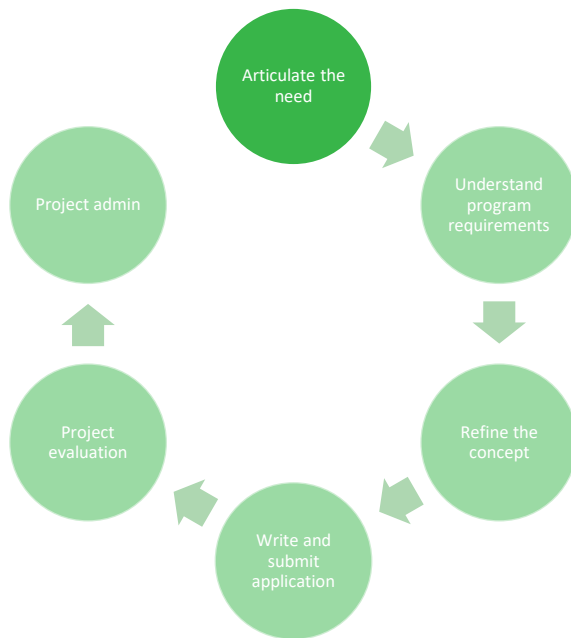 Articulate the
need
Understand
program
requirements
Refine the
concept
Write and
submit
application
Project
evaluation
Project admin